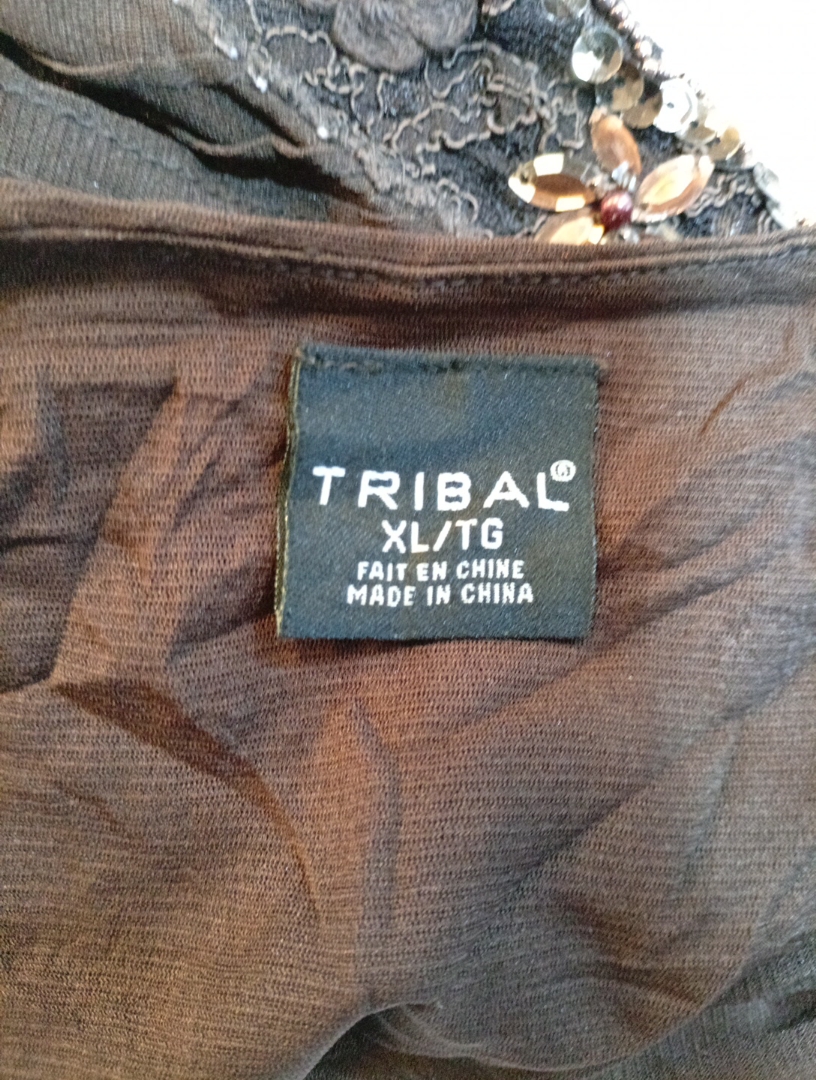 TRIBAL®
XL/TG
FAIT EN CHINE
MADE IN CHINA